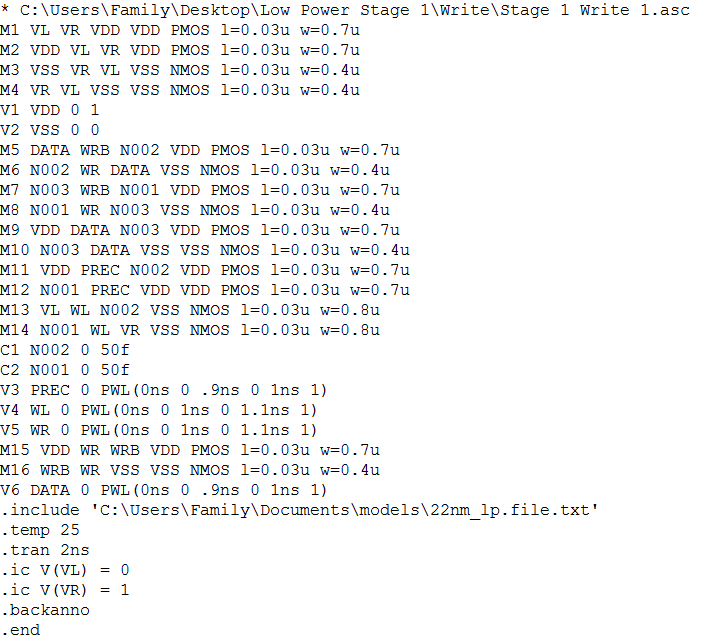 * C:\Users\Family\Desktop\Low Power Stage 1\Write\Stage 1 Write 1.asc
M1 VL VR VDD VDD PMOS l=0.03u w=0.7u
M2 VDD VL VR VDD PMOS l=0.03u w=0.7u
M3 VSS VR VL VSS NMOS l=0.03u w=0.4u
M4 VR VL VSS VSS NMOS l=0.03u w=0.4u
V1 VDD 0 1
V2 VSS 0 0
M5 DATA WRB N002 VDD PMOS l=0.03u w=0.7u
M6 N002 WR DATA VSS NMOS l=0.03u w=0.4u
M7 N003 WRB N001 VDD PMOS l=0.03u w=0.7u
M8 N001 WR N003 VSS NMOS l=0.03u w=0.4u
M9 VDD DATA N003 VDD PMOS l=0.03u w=0.7u
M10 N003 DATA VSS VSS NMOS l=0.03u w=0.4u
M11 VDD PREC N002 VDD PMOS l=0.03u w=0.7u
M12 N001 PREC VDD VDD PMOS l=0.03u w=0.7u
M13 VL WL N002 VSS NMOS l=0.03u w=0.8u
M14 N001 WL VR VSS NMOS l=0.03u w=0.8u
C1 N002 0 50f
C2 N001 0 50f
V3 PREC 0 PWL(0ns 0 .9ns 0 1ns 1)
V4 WL 0 PWL(0ns 0 1ns 0 1.1ns 1)
V5 WR 0 PWL(0ns 0 1ns 0 1.1ns 1)
M15 VDD WR WRB VDD PMOS l=0.03u w=0.7u
M16 WRB WR VSS VSS NMOS l=0.03u w=0.4u
V6 DATA 0 PWL(0ns 0 .9ns 0 1ns 1)
.include 'C:\Users\Family\Documents\models\22nm_lp.file.txt'
.temp 25
.tran 2ns
.ic V(VL) = 0
.ic V(VR) = 1
.backanno
.end